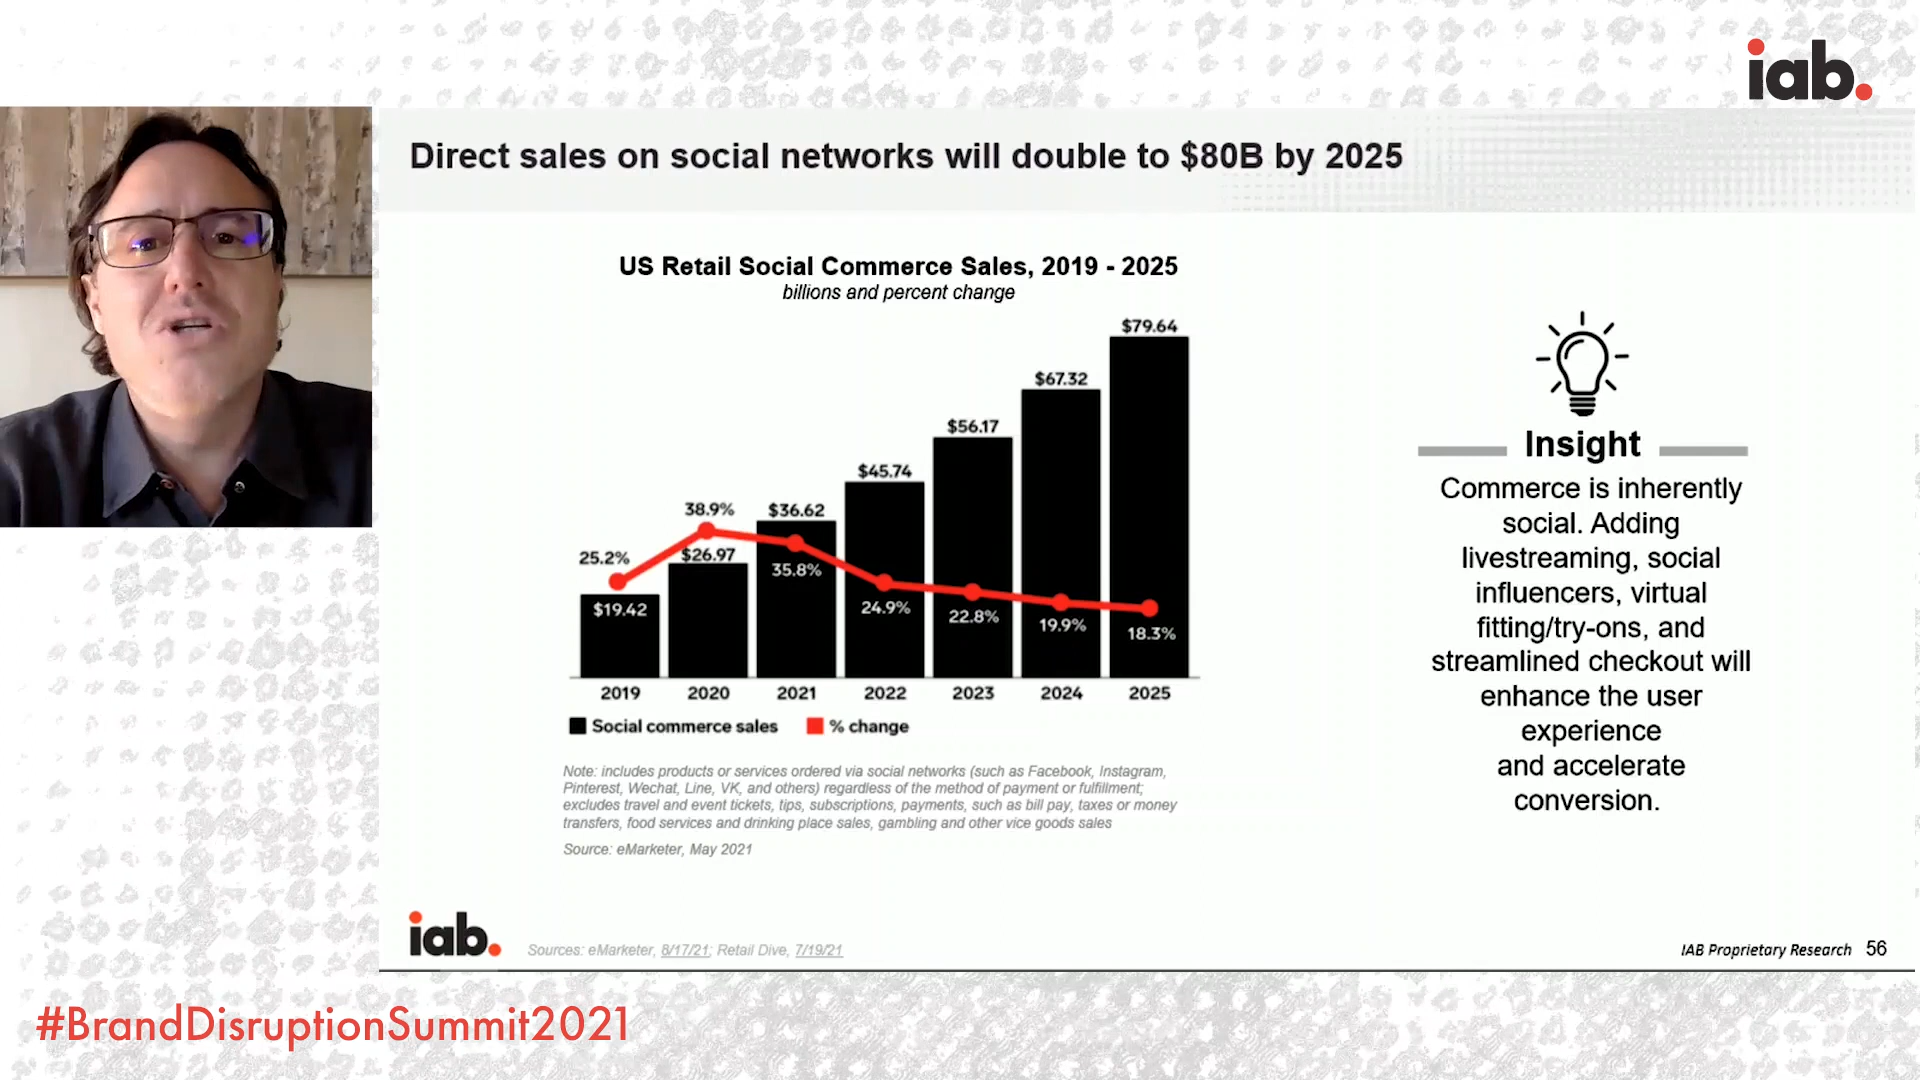 iab.
Direct sales on social networks will double to $80B by 2025
US Retail Social Commerce Sales, 2019 - 2025
billions and percent change
$79.64
$67.32
$56.17
$45.74
38.9%
$36.62
25.2%
$26.97
35.8%
$19.42
24.9%
22.8%
19.9%
18.3%
2019 2020 2021 2022 2023 2024 2025
Social commerce sales % change
Note: includes products or services ordered via social networks (such as Facebook, Instagram,
Pinterest, Wechat, Line, VK, and others) regardless of the method of payment or fulfillment;
excludes travel and event tickets, tips, subscriptions, payments, such as bill pay, taxes or money
transfers, food services and drinking place sales, gambling and other vice goods sales
Source: eMarketer, May 2021
Insight
Commerce is inherently
social. Adding
livestreaming, social
influencers, virtual
fitting/try-ons, and
streamlined checkout will
enhance the user
experience
and accelerate
conversion.
iab.
Sources: eMarketer, 8/17/21; Retail Dive, 7/19/21
IAB Proprietary Research 56
#BrandDisruptionSummit2021